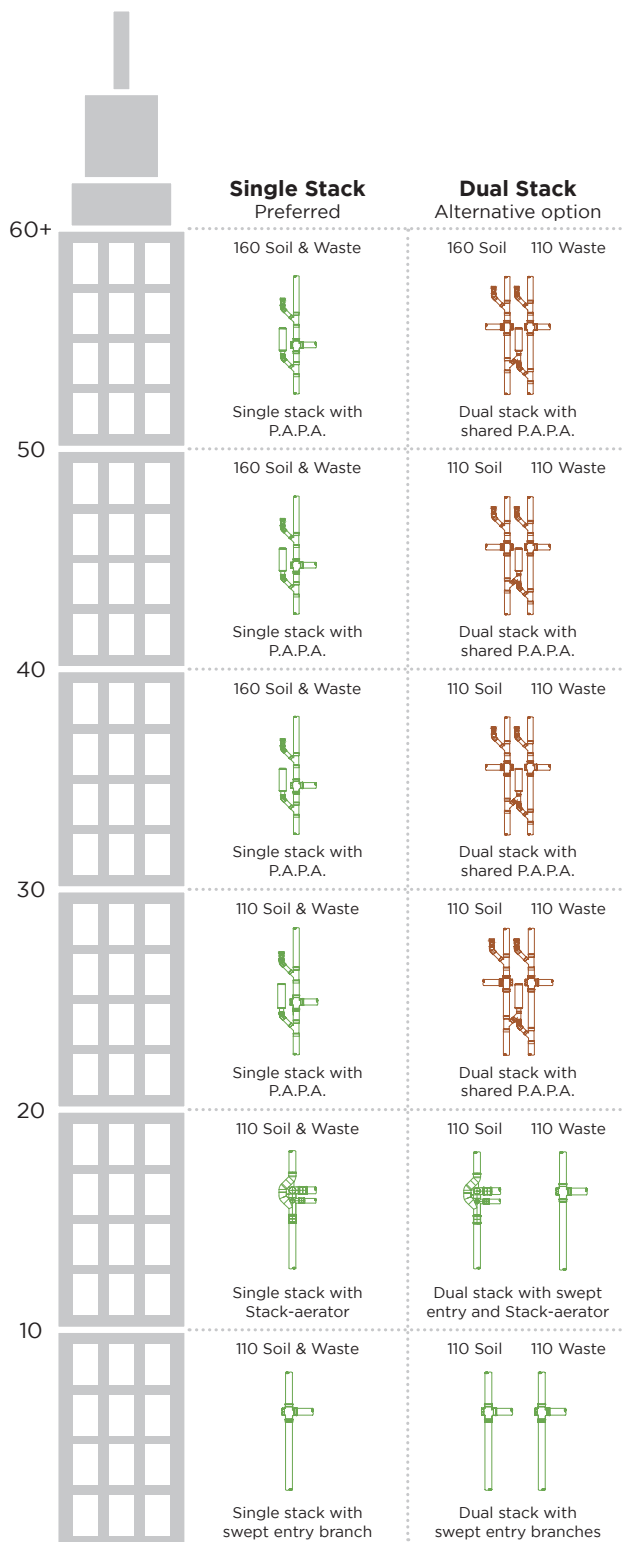 Single Stack
Preferred
Dual Stack
Alternative option
60+
160 Soil & Waste
160 Soil 110 Waste
Single stack with
P.A.P.A.
Dual stack with
shared P.A.P.A.
50
160 Soil & Waste
110 Soil 110 Waste
Single stack with
P.A.P.A.
Dual stack with
shared P.A.P.A.
40
160 Soil & Waste
110 Soil 110 Waste
Single stack with
P.A.P.A.
Dual stack with
shared P.A.P.A.
30
110 Soil & Waste
110 Soil 110 Waste
Single stack with
P.A.P.A.
Dual stack with
shared P.A.P.A.
20
110 Soil & Waste
110 Soil 110 Waste
Single stack with
Stack-aerator
Dual stack with swept
entry and Stack-aerator
10
110 Soil & Waste
110 Soil 110 Waste
Single stack with
swept entry branch
Dual stack with
swept entry branches